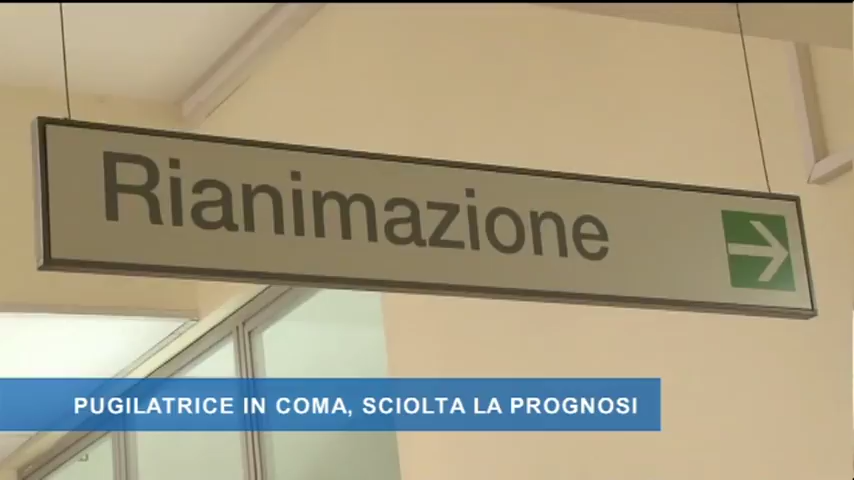 Rianimazione
PUGILATRICE IN COMA, SCIOLTA LA PROGNOSI